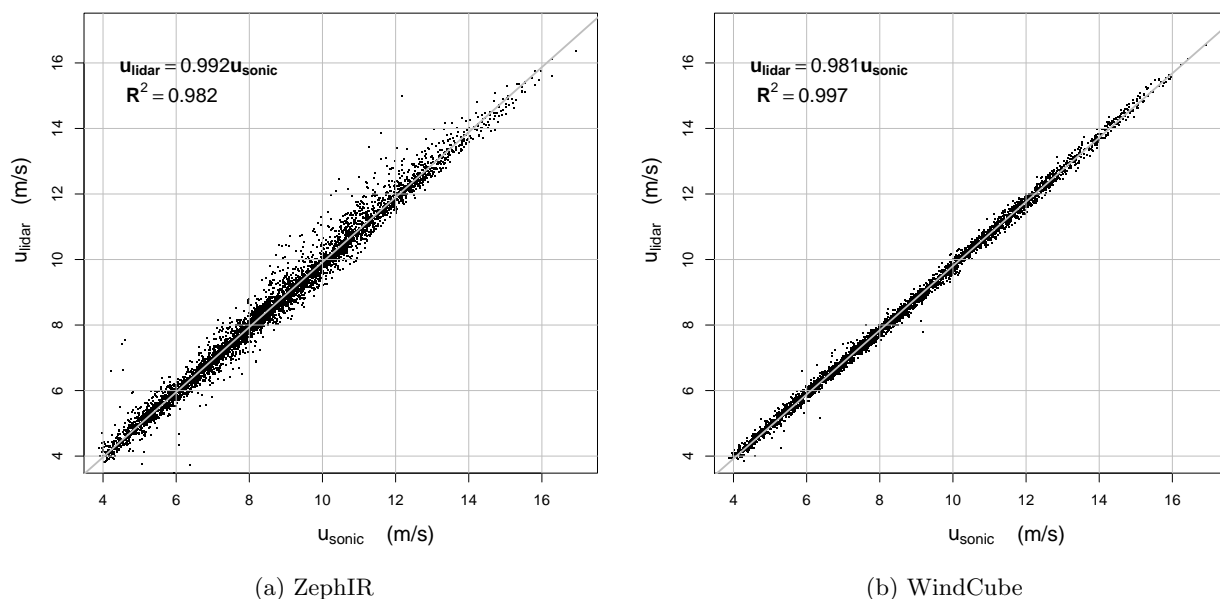 u_lidar = 0.992u_sonic
R² = 0.982
16
14
12
10
8
6
4
u_lidar (m/s)
4 6 8 10 12 14 16
u_sonic (m/s)
(a) ZephIR
u_lidar = 0.981u_sonic
R² = 0.997
16
14
12
10
8
6
4
u_lidar (m/s)
4 6 8 10 12 14 16
u_sonic (m/s)
(b) WindCube